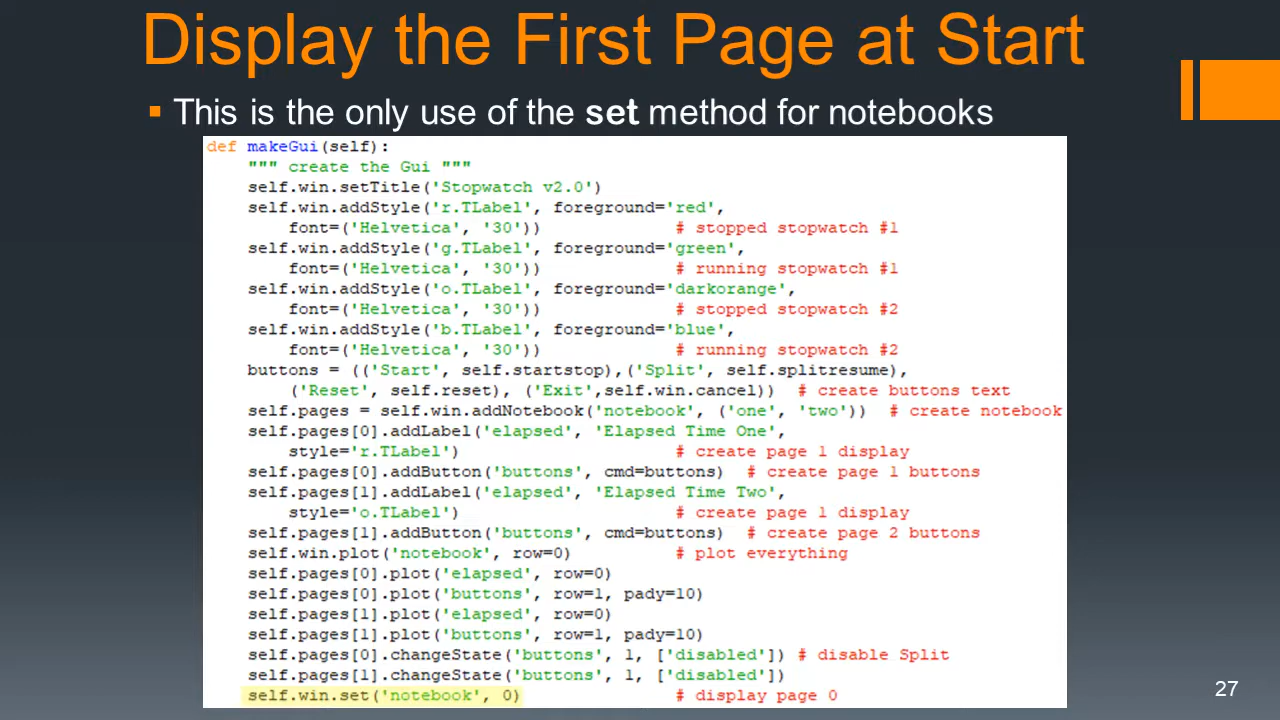 Display the First Page at Start
▪ This is the only use of the set method for notebooks
def makeGui(self):
    """ create the Gui """
    self.win.setTitle('Stopwatch v2.0')
    self.win.addStyle('r.TLabel', foreground='red',
        font=('Helvetica', '30'))             # stopped stopwatch #1
    self.win.addStyle('g.TLabel', foreground='green',
        font=('Helvetica', '30'))             # running stopwatch #1
    self.win.addStyle('o.TLabel', foreground='darkorange',
        font=('Helvetica', '30'))             # stopped stopwatch #2
    self.win.addStyle('b.TLabel', foreground='blue',
        font=('Helvetica', '30'))             # running stopwatch #2
    buttons = (('Start', self.startstop),('Split', self.splitresume),
        ('Reset', self.reset), ('Exit',self.win.cancel))  # create buttons text
    self.pages = self.win.addNotebook('notebook', ('one', 'two'))  # create notebook
    self.pages[0].addLabel('elapsed', 'Elapsed Time One',
        style='r.TLabel')                     # create page 1 display
    self.pages[0].addButton('buttons', cmd=buttons)  # create page 1 buttons
    self.pages[1].addLabel('elapsed', 'Elapsed Time Two',
        style='o.TLabel')                     # create page 1 display
    self.pages[1].addButton('buttons', cmd=buttons)  # create page 2 buttons
    self.win.plot('notebook', row=0)          # plot everything
    self.pages[0].plot('elapsed', row=0)
    self.pages[0].plot('buttons', row=1, pady=10)
    self.pages[1].plot('elapsed', row=0)
    self.pages[1].plot('buttons', row=1, pady=10)
    self.pages[0].changeState('buttons', 1, ['disabled']) # disable Split
    self.pages[1].changeState('buttons', 1, ['disabled'])
    self.win.set('notebook', 0)               # display page 0
27